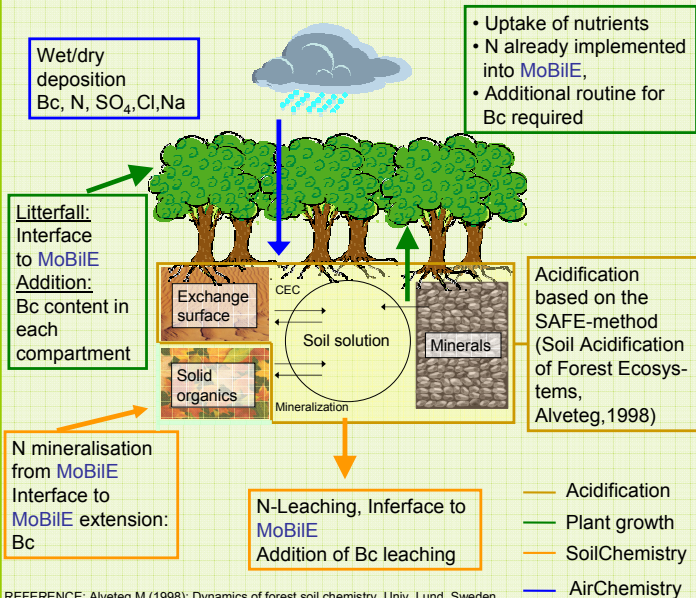 Wet/dry
deposition
Bc, N, SO₄,Cl,Na
• Uptake of nutrients
• N already implemented
into MoBilE,
• Additional routine for
Bc required
Litterfall:
Interface
to MoBilE
Addition:
Bc content in
each
compartment
Exchange
surface
CEC
Soil solution
Minerals
Solid
organics
Mineralization
Acidification
based on the
SAFE-method
(Soil Acidification
of Forest Ecosys-
tems,
Alveteg,1998)
N mineralisation
from MoBilE
Interface to
MoBilE extension:
Bc
N-Leaching, Inferface to
MoBilE
Addition of Bc leaching
Acidification
Plant growth
SoilChemistry
AirChemistry
REFERENCE: Alveteg M (1998): Dynamics of forest soil chemistry. Univ. Lund, Sweden